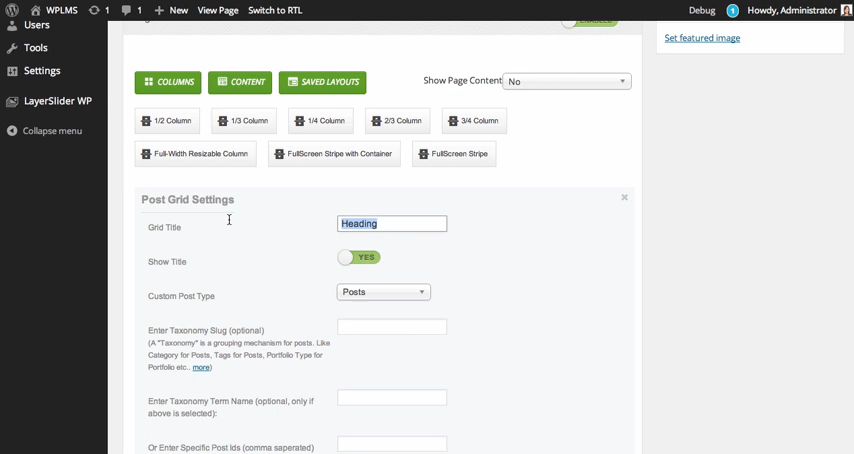 WPLMS 1 1 New View Page Switch to RTL Debug 1 Howdy, Administrator
Users
Tools
Settings
LayerSlider WP
Collapse menu
ENABLED
Set featured image
COLUMNS CONTENT SAVED LAYOUTS Show Page Content No
1/2 Column 1/3 Column 1/4 Column 2/3 Column 3/4 Column
Full-Width Resizable Column FullScreen Stripe with Container FullScreen Stripe
Post Grid Settings
Grid Title Heading
Show Title YES
Custom Post Type Posts
Enter Taxonomy Slug (optional)
(A "Taxonomy" is a grouping mechanism for posts. Like
Category for Posts, Tags for Posts, Portfolio Type for
Portfolio etc.. more)
Enter Taxonomy Term Name (optional, only if
above is selected):
Or Enter Specific Post Ids (comma saperated)